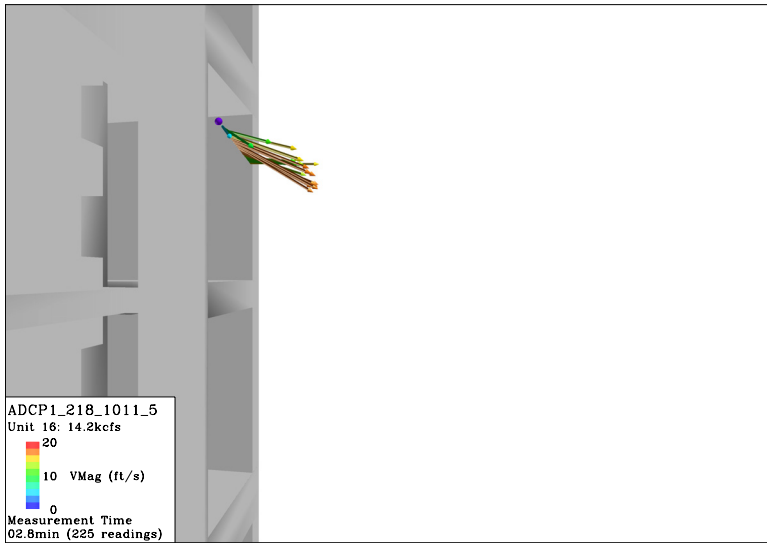 ADCP1_218_1011_5
Unit 16: 14.2kcfs
20
10 VMag (ft/s)
0
Measurement Time
02.8min (225 readings)